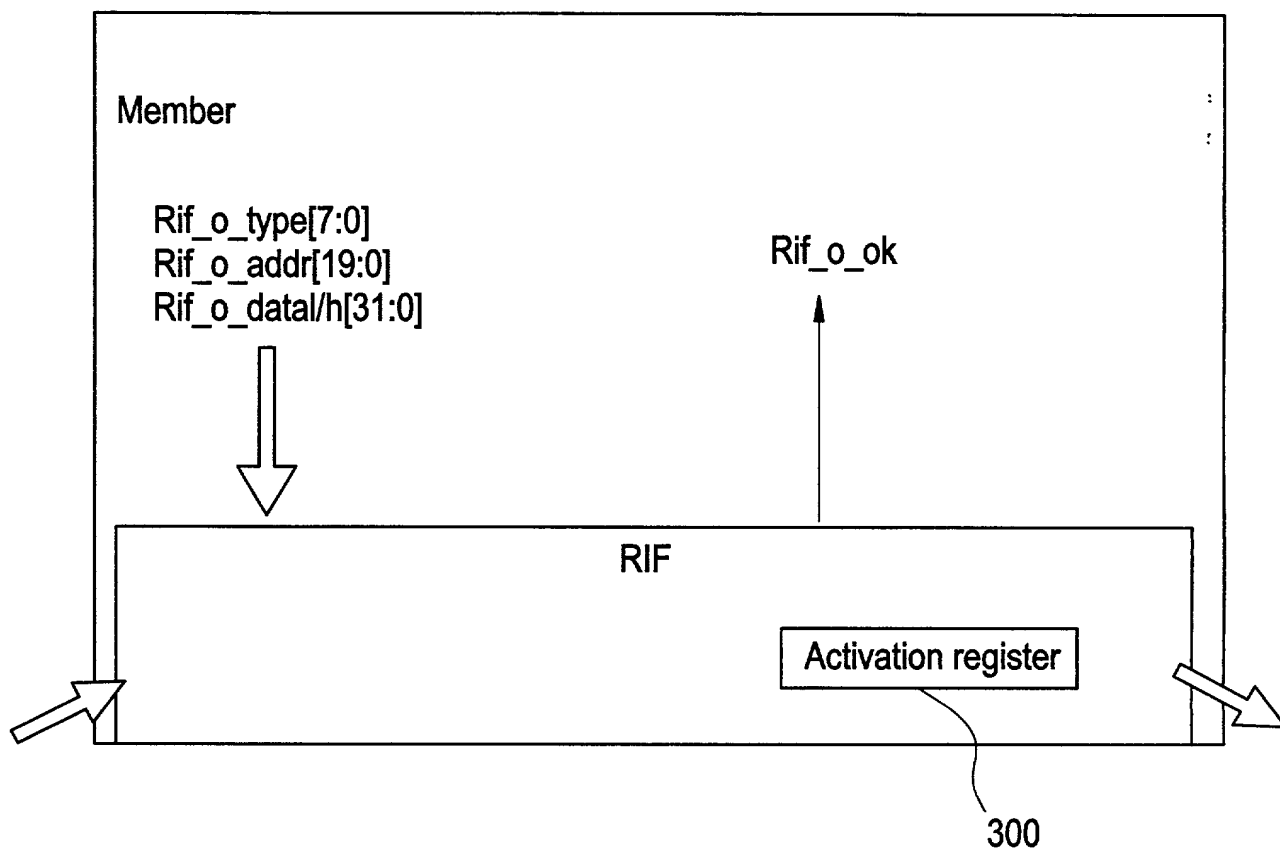 Member
Rif_o_type[7:0]
Rif_o_addr[19:0]
Rif_o_datal/h[31:0]
Rif_o_ok
RIF
Activation register
300